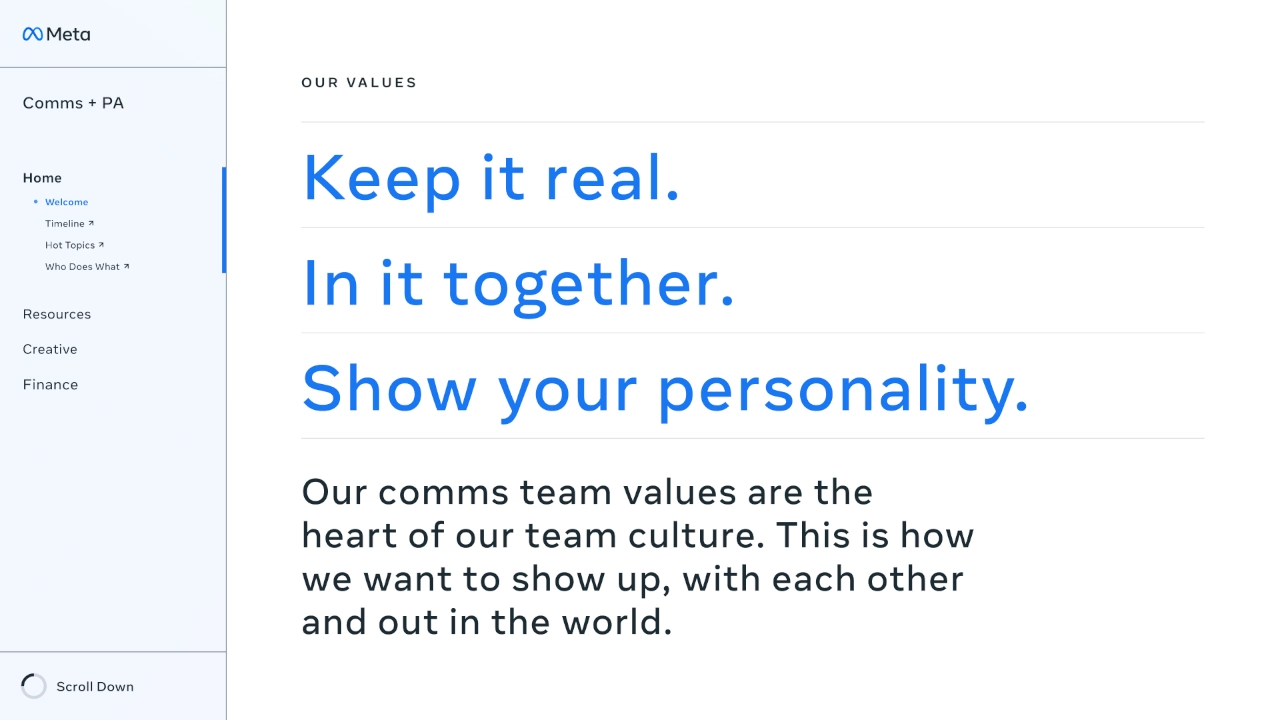 Meta
Comms + PA
Home
Welcome
Timeline ↗
Hot Topics ↗
Who Does What ↗
Resources
Creative
Finance
Scroll Down
OUR VALUES
Keep it real.
In it together.
Show your personality.
Our comms team values are the
heart of our team culture. This is how
we want to show up, with each other
and out in the world.